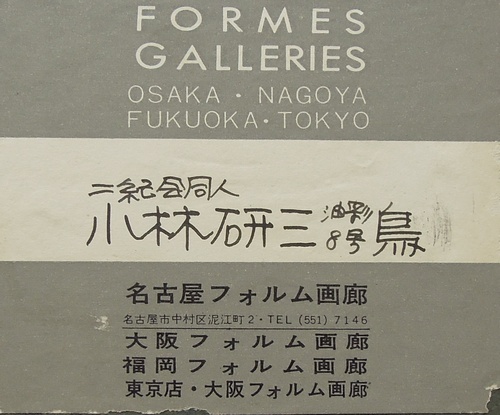 FORMES
GALLERIES
OSAKA・NAGOYA
FUKUOKA・TOKYO
二紀会同人
小林研三 油彩 8号 鳥
名古屋フォルム画廊
名古屋市中村区泥江町2・TEL (551) 7146
大阪フォルム画廊
福岡フォルム画廊
東京店・大阪フォルム画廊